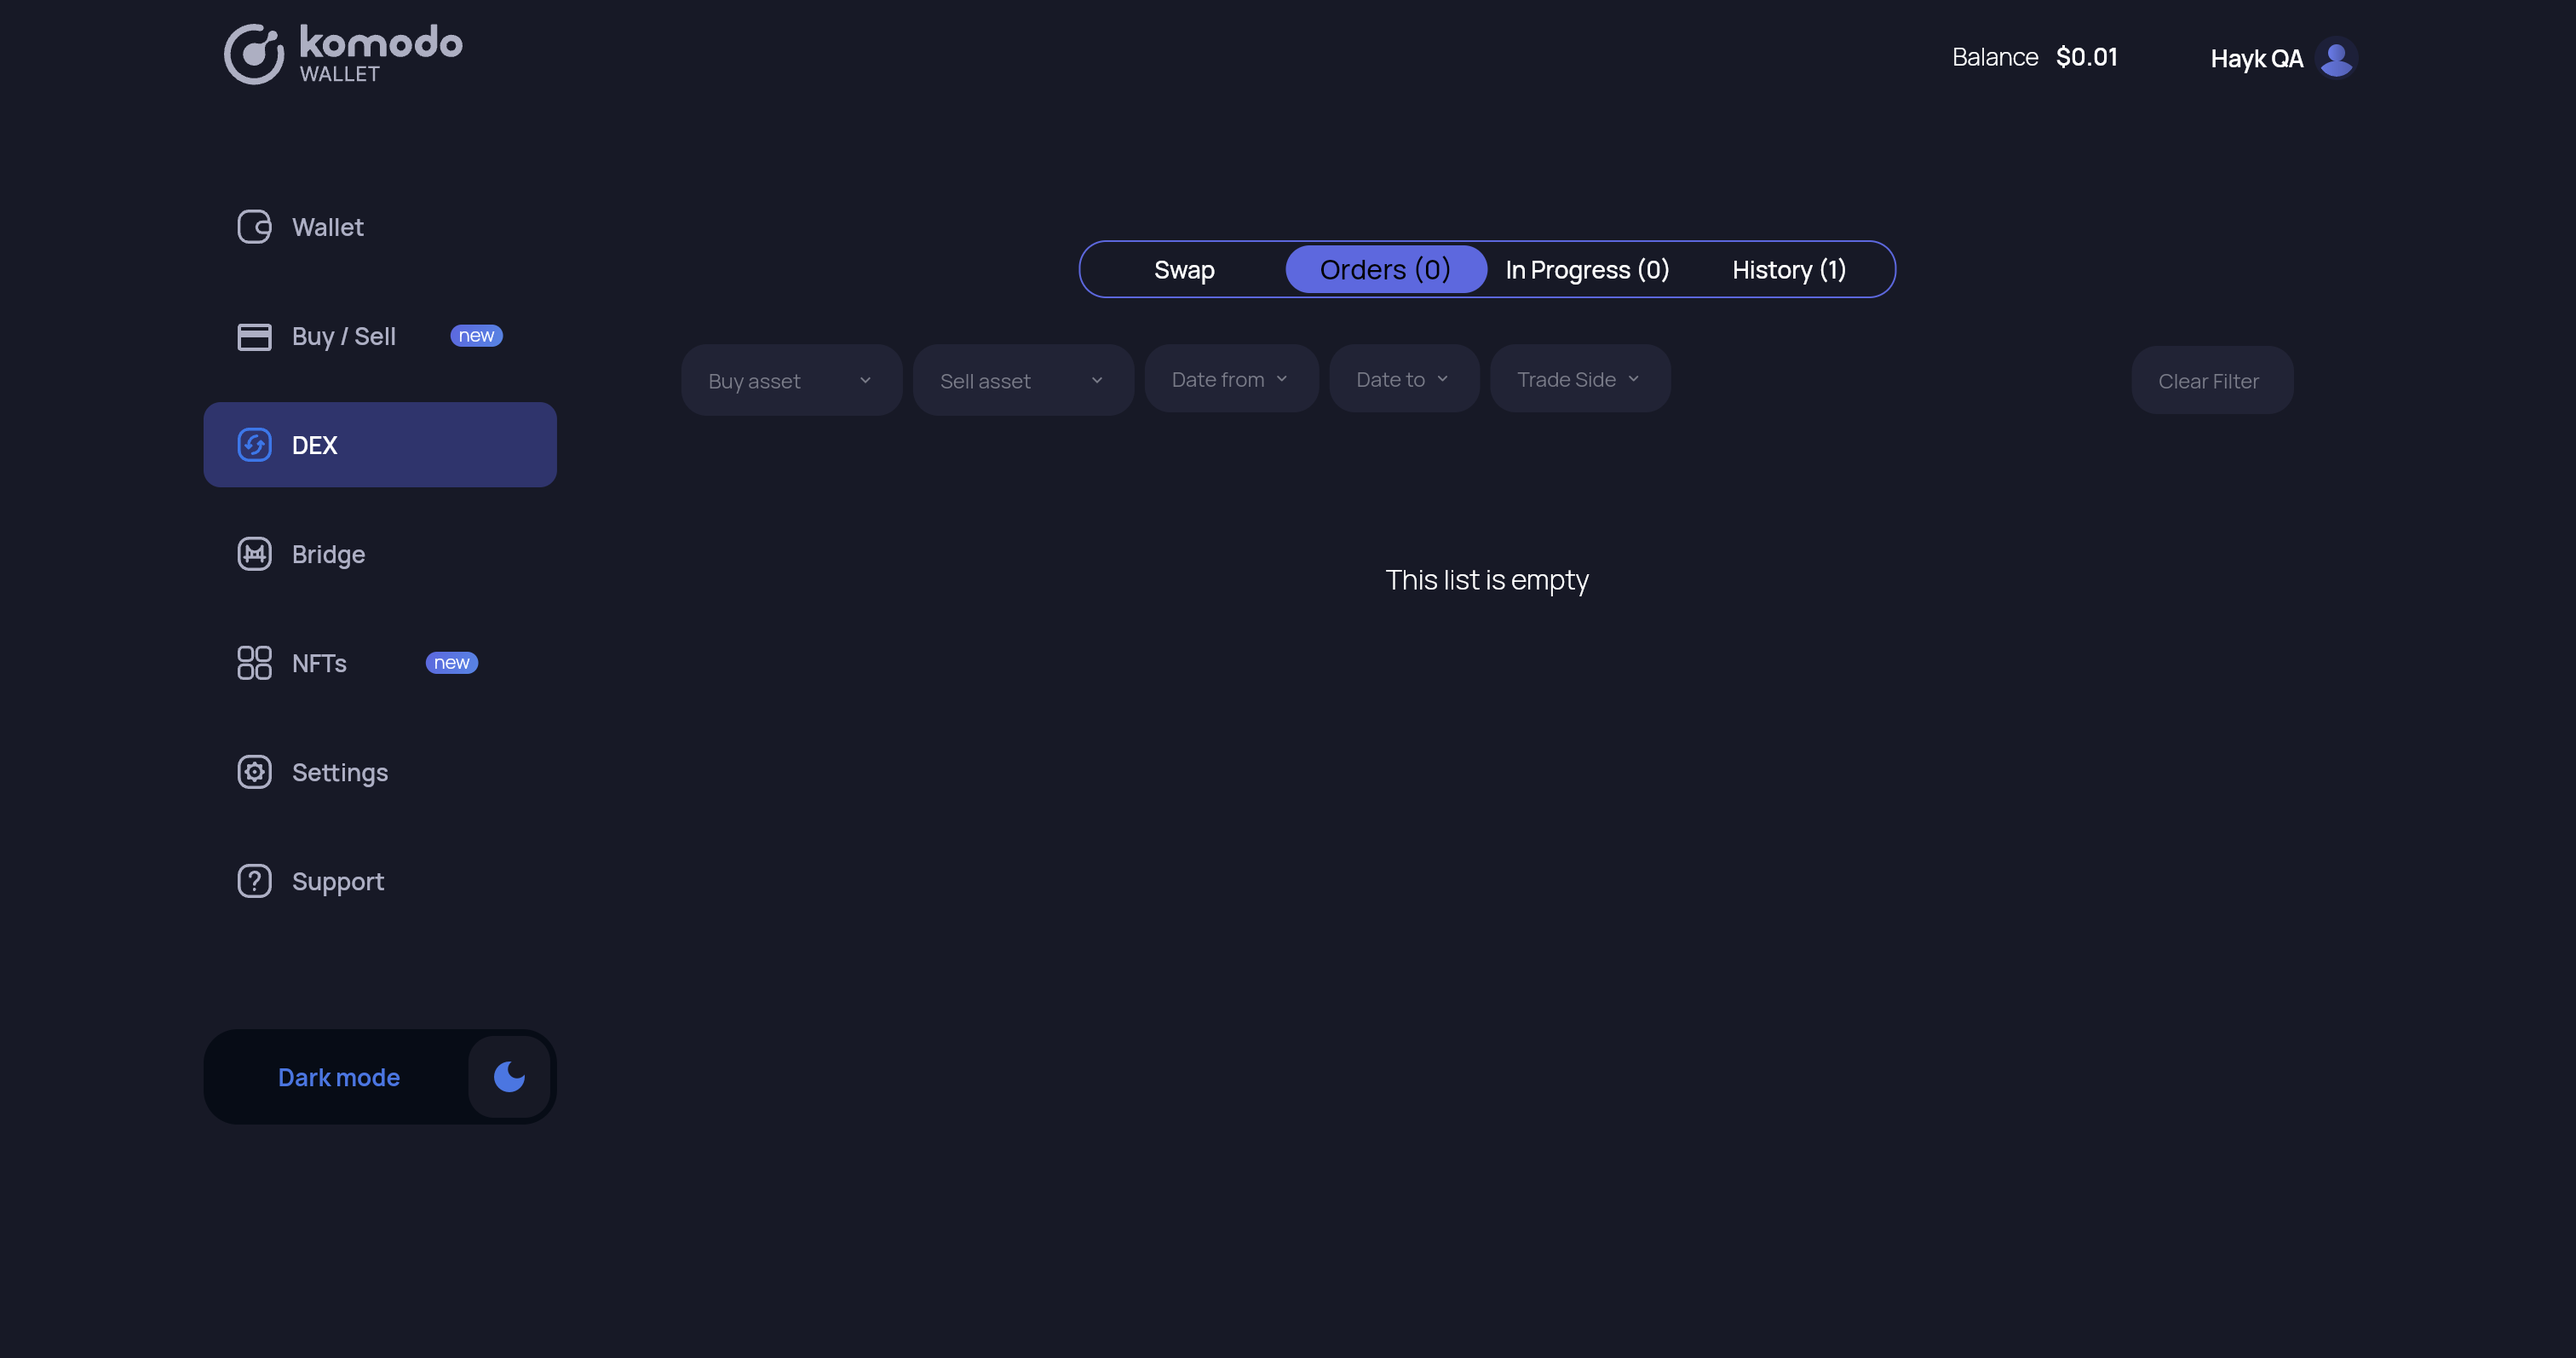 komodo
WALLET
Balance $0.01
Hayk QA
Wallet
Buy / Sell new
DEX
Bridge
NFTs new
Settings
Support
Dark mode
Swap Orders (0) In Progress (0) History (1)
Buy asset Sell asset Date from Date to Trade Side Clear Filter
This list is empty